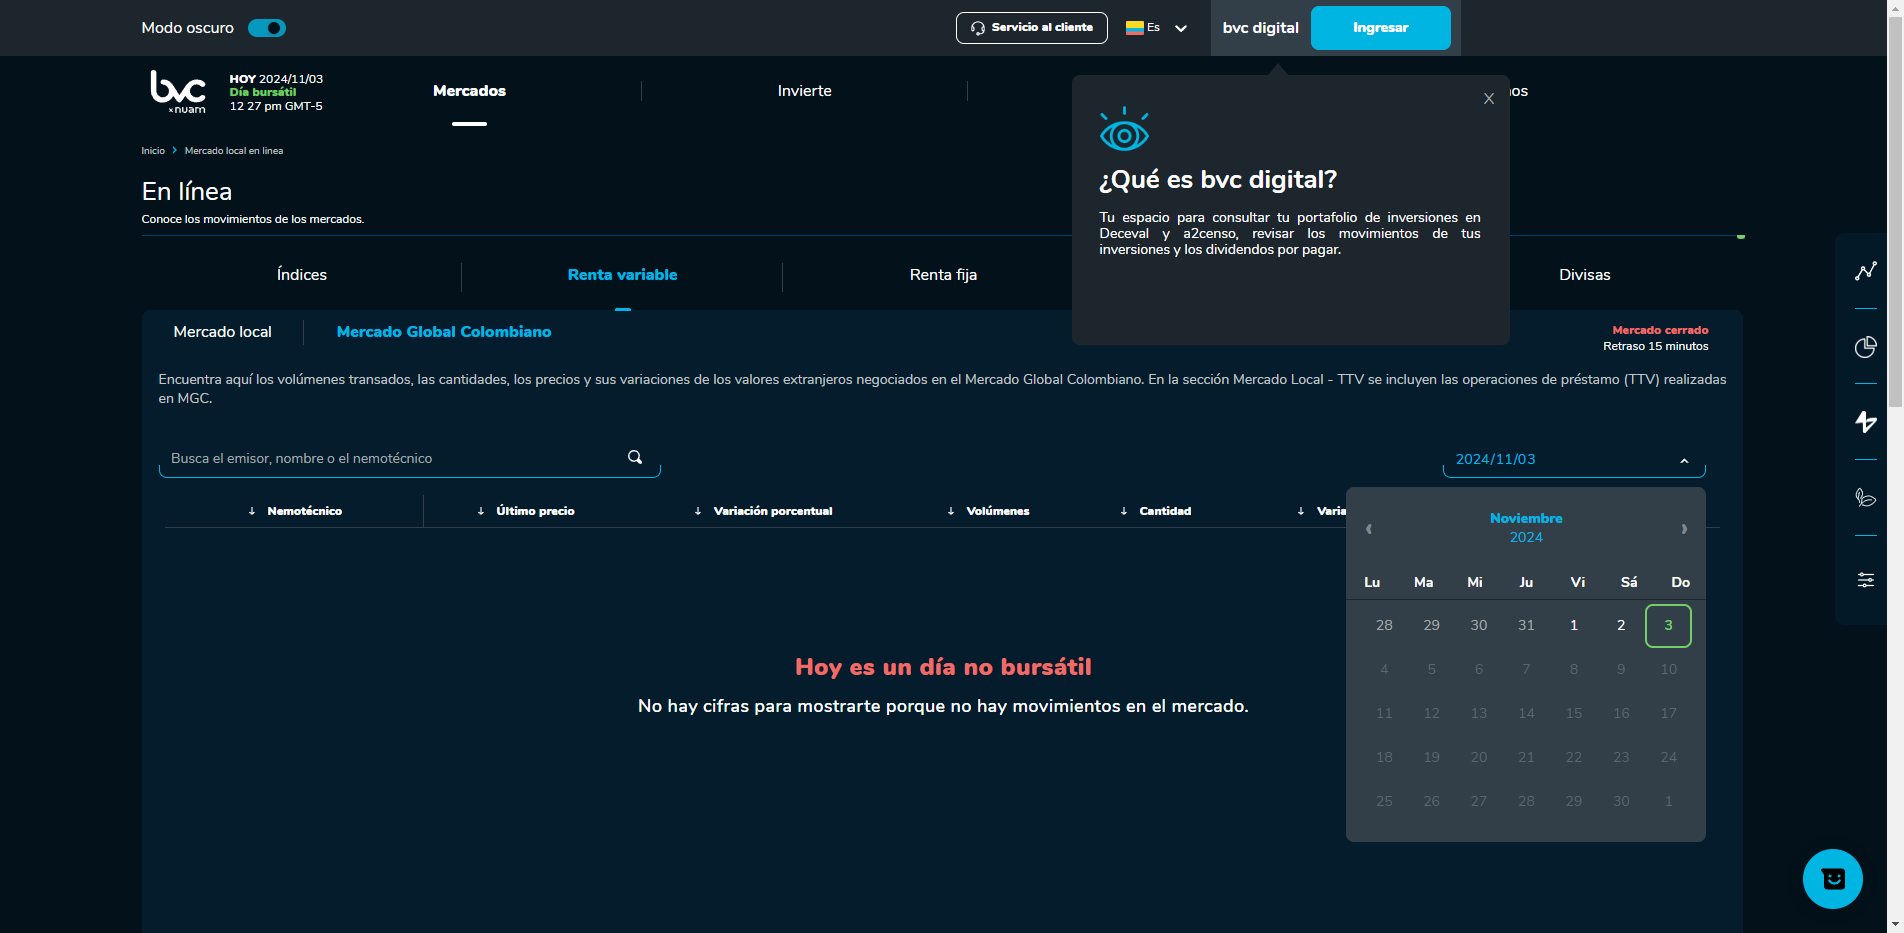 Modo oscuro
Servicio al cliente
Es
bvc digital
Ingresar
bvc
x nuam
HOY 2024/11/03
Día bursátil
12 27 pm GMT-5
Mercados
Invierte
os
X
¿Qué es bvc digital?
Tu espacio para consultar tu portafolio de inversiones en
Deceval y a2censo, revisar los movimientos de tus
inversiones y los dividendos por pagar.
Inicio
Mercado local en linea
En línea
Conoce los movimientos de los mercados.
Índices
Renta variable
Renta fija
Divisas
Mercado local
Mercado Global Colombiano
Mercado cerrado
Retraso 15 minutos
Encuentra aquí los volúmenes transados, las cantidades, los precios y sus variaciones de los valores extranjeros negociados en el Mercado Global Colombiano. En la sección Mercado Local - TTV se incluyen las operaciones de préstamo (TTV) realizadas
en MGC.
Busca el emisor, nombre o el nemotécnico
2024/11/03
Nemotécnico
Último precio
Variación porcentual
Volúmenes
Cantidad
Varia
Noviembre
2024
Lu Ma Mi Ju Vi Sá Do
28 29 30 31 1 2 3
4 5 6 7 8 9 10
11 12 13 14 15 16 17
18 19 20 21 22 23 24
25 26 27 28 29 30 1
Hoy es un día no bursátil
No hay cifras para mostrarte porque no hay movimientos en el mercado.